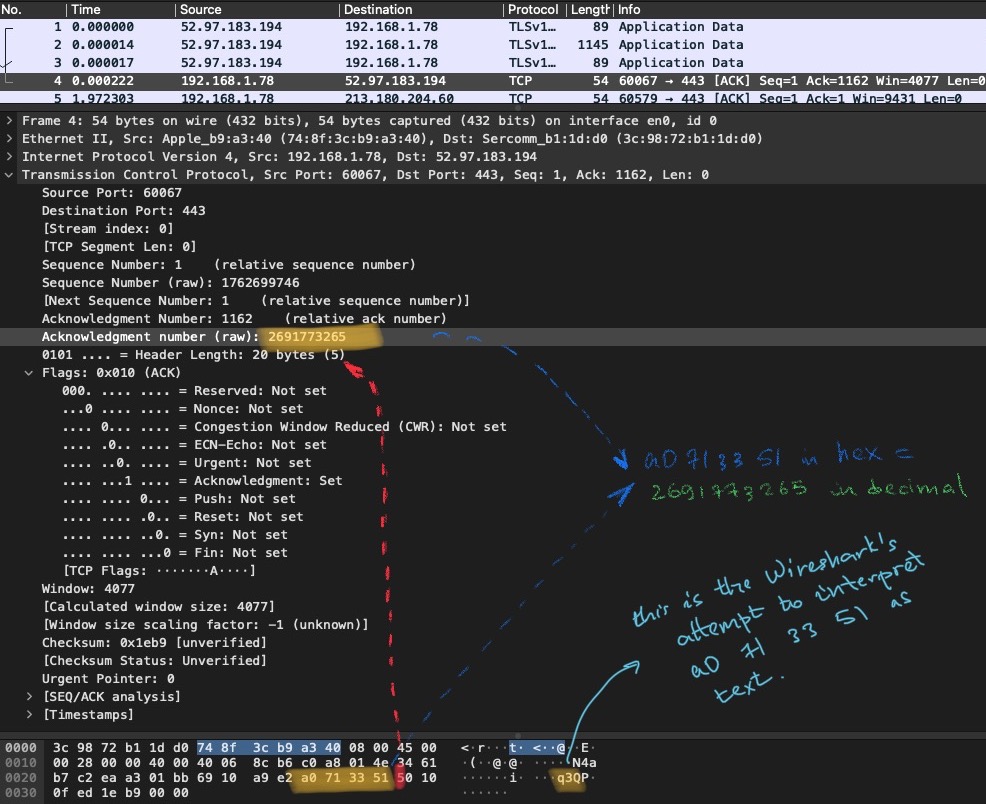 No. Time Source Destination Protocol Length Info
1 0.000000 52.97.183.194 192.168.1.78 TLSv1… 89 Application Data
2 0.000014 52.97.183.194 192.168.1.78 TLSv1… 1145 Application Data
3 0.000017 52.97.183.194 192.168.1.78 TLSv1… 89 Application Data
4 0.000222 192.168.1.78 52.97.183.194 TCP 54 60067 → 443 [ACK] Seq=1 Ack=1162 Win=4077 Len=0
5 1.972303 192.168.1.78 213.180.204.60 TCP 54 60579 → 443 [ACK] Seq=1 Ack=1 Win=9431 Len=0
Frame 4: 54 bytes on wire (432 bits), 54 bytes captured (432 bits) on interface en0, id 0
Ethernet II, Src: Apple_b9:a3:40 (74:8f:3c:b9:a3:40), Dst: Sercomm_b1:1d:d0 (3c:98:72:b1:1d:d0)
Internet Protocol Version 4, Src: 192.168.1.78, Dst: 52.97.183.194
Transmission Control Protocol, Src Port: 60067, Dst Port: 443, Seq: 1, Ack: 1162, Len: 0
Source Port: 60067
Destination Port: 443
[Stream index: 0]
[TCP Segment Len: 0]
Sequence Number: 1 (relative sequence number)
Sequence Number (raw): 1762699746
[Next Sequence Number: 1 (relative sequence number)]
Acknowledgment Number: 1162 (relative ack number)
Acknowledgment number (raw): 2691773265
0101 .... = Header Length: 20 bytes (5)
Flags: 0x010 (ACK)
000. .... .... = Reserved: Not set
...0 .... .... = Nonce: Not set
.... 0... .... = Congestion Window Reduced (CWR): Not set
.... .0.. .... = ECN-Echo: Not set
.... ..0. .... = Urgent: Not set
.... ...1 .... = Acknowledgment: Set
.... .... 0... = Push: Not set
.... .... .0.. = Reset: Not set
.... .... ..0. = Syn: Not set
.... .... ...0 = Fin: Not set
[TCP Flags: ·······A····]
Window: 4077
[Calculated window size: 4077]
[Window size scaling factor: -1 (unknown)]
Checksum: 0x1eb9 [unverified]
[Checksum Status: Unverified]
Urgent Pointer: 0
[SEQ/ACK analysis]
[Timestamps]
a0 71 33 51 in hex =
2691773265 in decimal
this is the Wireshark's
attempt to interpret
a0 71 33 51 as
text.
0000 3c 98 72 b1 1d d0 74 8f 3c b9 a3 40 08 00 45 00 <·r···t·<··@··E·
0010 00 28 00 00 40 00 40 06 8c b6 c0 a8 01 4e 34 61 ·(··@·@······N4a
0020 b7 c2 ea a3 01 bb 69 10 a9 e2 a0 71 33 51 50 10 ······i····q3QP·
0030 0f ed 1e b9 00 00 ······